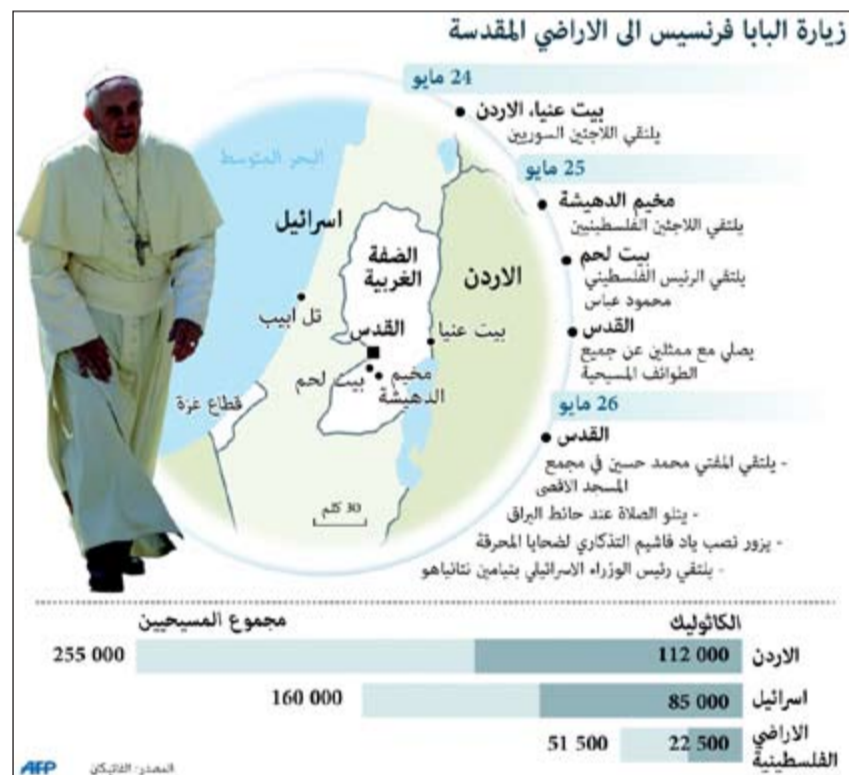 زيارة البابا فرنسيس الى الاراضي المقدسة
24 مايو
بيت عنيا، الاردن
يلتقي اللاجئين السوريين
25 مايو
مخيم الدهيشة
يلتقي اللاجئين الفلسطينيين
بيت لحم
يلتقي الرئيس الفلسطيني
محمود عباس
القدس
يصلي مع ممثلين عن جميع
الطوائف المسيحية
26 مايو
القدس
- يلتقي المفتي محمد حسين في مجمع
المسجد الاقصى
- يتلو الصلاة عند حائط البراق
- يزور نصب ياد فاشيم التذكاري لضحايا المحرقة
- يلتقي رئيس الوزراء الاسرائيلي بنيامين نتانياهو
البحر المتوسط
اسرائيل
الضفة
الغربية
الاردن
تل ابيب
القدس
بيت عنيا
بيت لحم
مخيم
الدهيشة
قطاع غزة
30 كلم
الكاثوليك
مجموع المسيحيين
الاردن
112 000
255 000
اسرائيل
85 000
160 000
الاراضي
الفلسطينية
22 500
51 500
المصدر: الفاتيكان
AFP